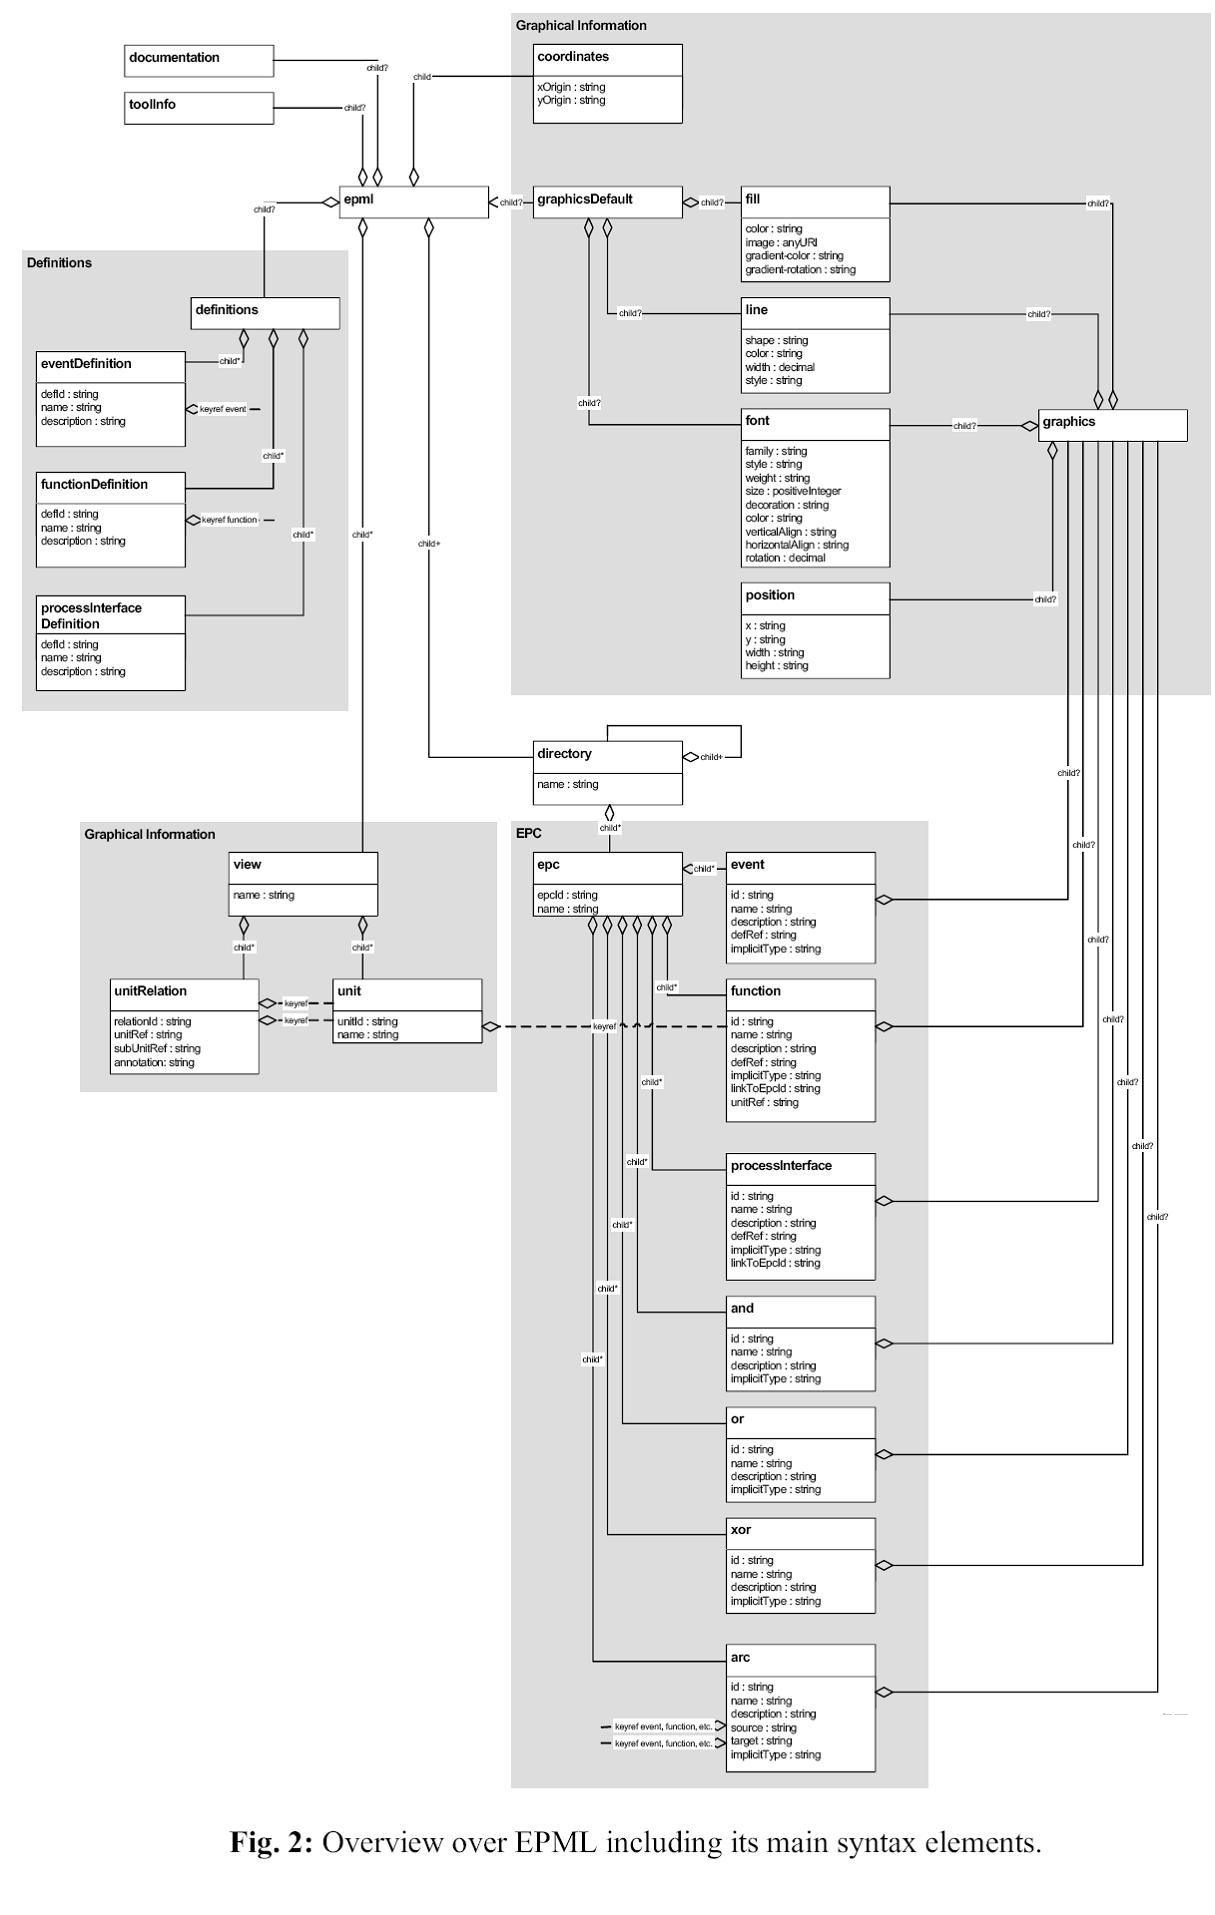 Graphical Information
documentation
coordinates
child?
child
toolInfo
xOrigin : string
yOrigin : string
child?
epml
child?
graphicsDefault
child?
fill
child?
child?
color : string
image : anyURI
gradient-color : string
gradient-rotation : string
Definitions
definitions
line
child?
child?
shape : string
color : string
width : decimal
style : string
eventDefinition
child*
defId : string
name : string
description : string
keyref event
child?
font
child?
graphics
family : string
style : string
weight : string
size : positiveInteger
decoration : string
color : string
verticalAlign : string
horizontalAlign : string
rotation : decimal
child*
functionDefinition
defId : string
name : string
description : string
keyref function
child*
child*
child+
processInterface
Definition
defId : string
name : string
description : string
position
child?
x : string
y : string
width : string
height : string
directory
child+
name : string
child?
child*
Graphical Information
EPC
view
name : string
epc
child*
event
child?
epcId : string
name : string
id : string
name : string
description : string
defRef : string
implicitType : string
child*
child*
child?
unitRelation
unit
child*
function
keyref
keyref
relationId : string
unitRef : string
subUnitRef : string
annotation: string
unitId : string
name : string
keyref
id : string
name : string
description : string
defRef : string
implicitType : string
linkToEpcId : string
unitRef : string
child?
child*
child?
child*
processInterface
child?
id : string
name : string
description : string
defRef : string
implicitType : string
linkToEpcId : string
child*
child?
child*
and
id : string
name : string
description : string
implicitType : string
child*
or
id : string
name : string
description : string
implicitType : string
xor
id : string
name : string
description : string
implicitType : string
arc
id : string
name : string
description : string
source : string
target : string
implicitType : string
keyref event, function, etc.
keyref event, function, etc.
Fig. 2: Overview over EPML including its main syntax elements.